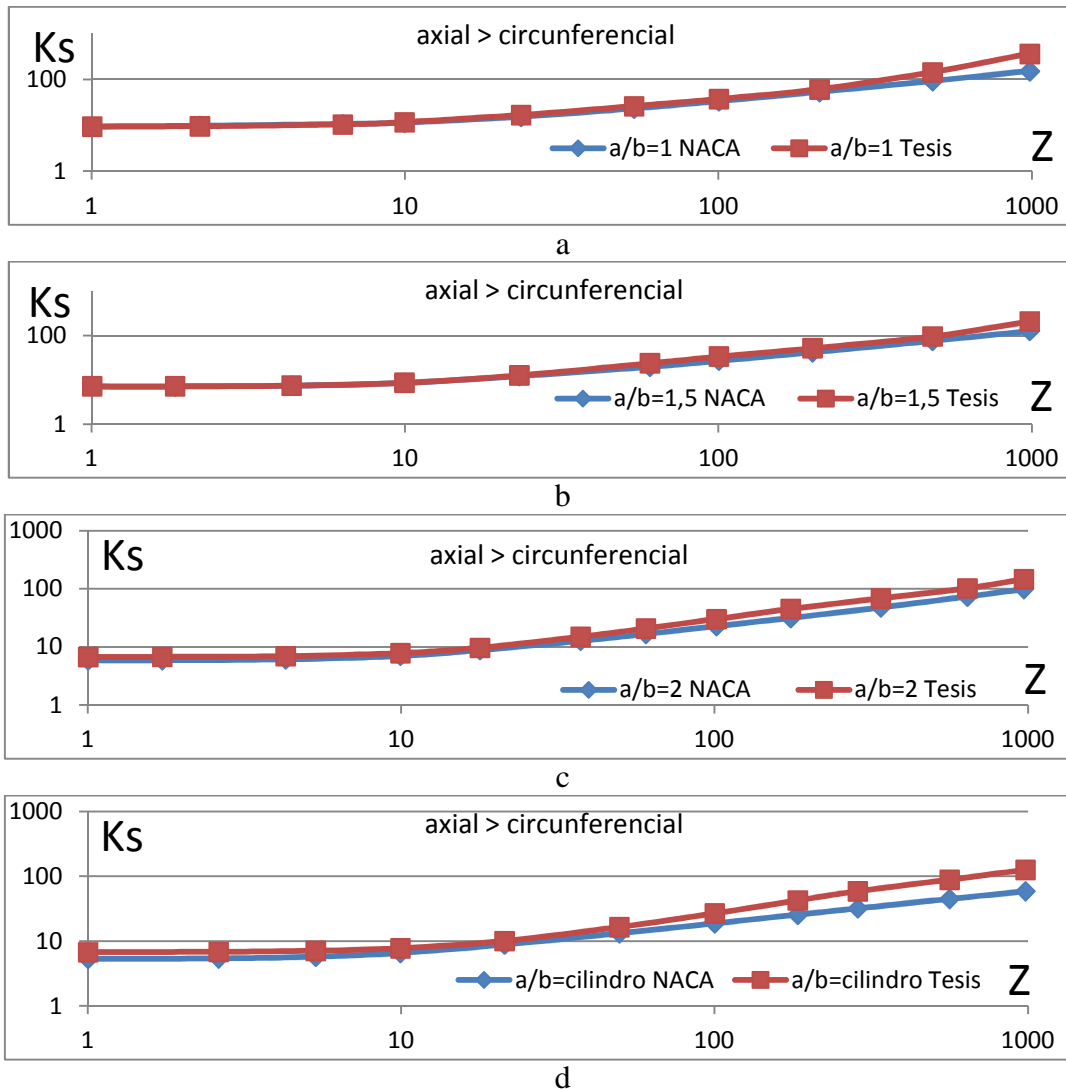 axial > circunferencial
Ks
100
a/b=1 NACA a/b=1 Tesis Z
1
1 10 100 1000
a
axial > circunferencial
Ks
100
a/b=1,5 NACA a/b=1,5 Tesis Z
1
1 10 100 1000
b
1000
Ks axial > circunferencial
100
10
a/b=2 NACA a/b=2 Tesis Z
1
1 10 100 1000
c
1000
Ks axial > circunferencial
100
10
a/b=cilindro NACA a/b=cilindro Tesis Z
1
1 10 100 1000
d